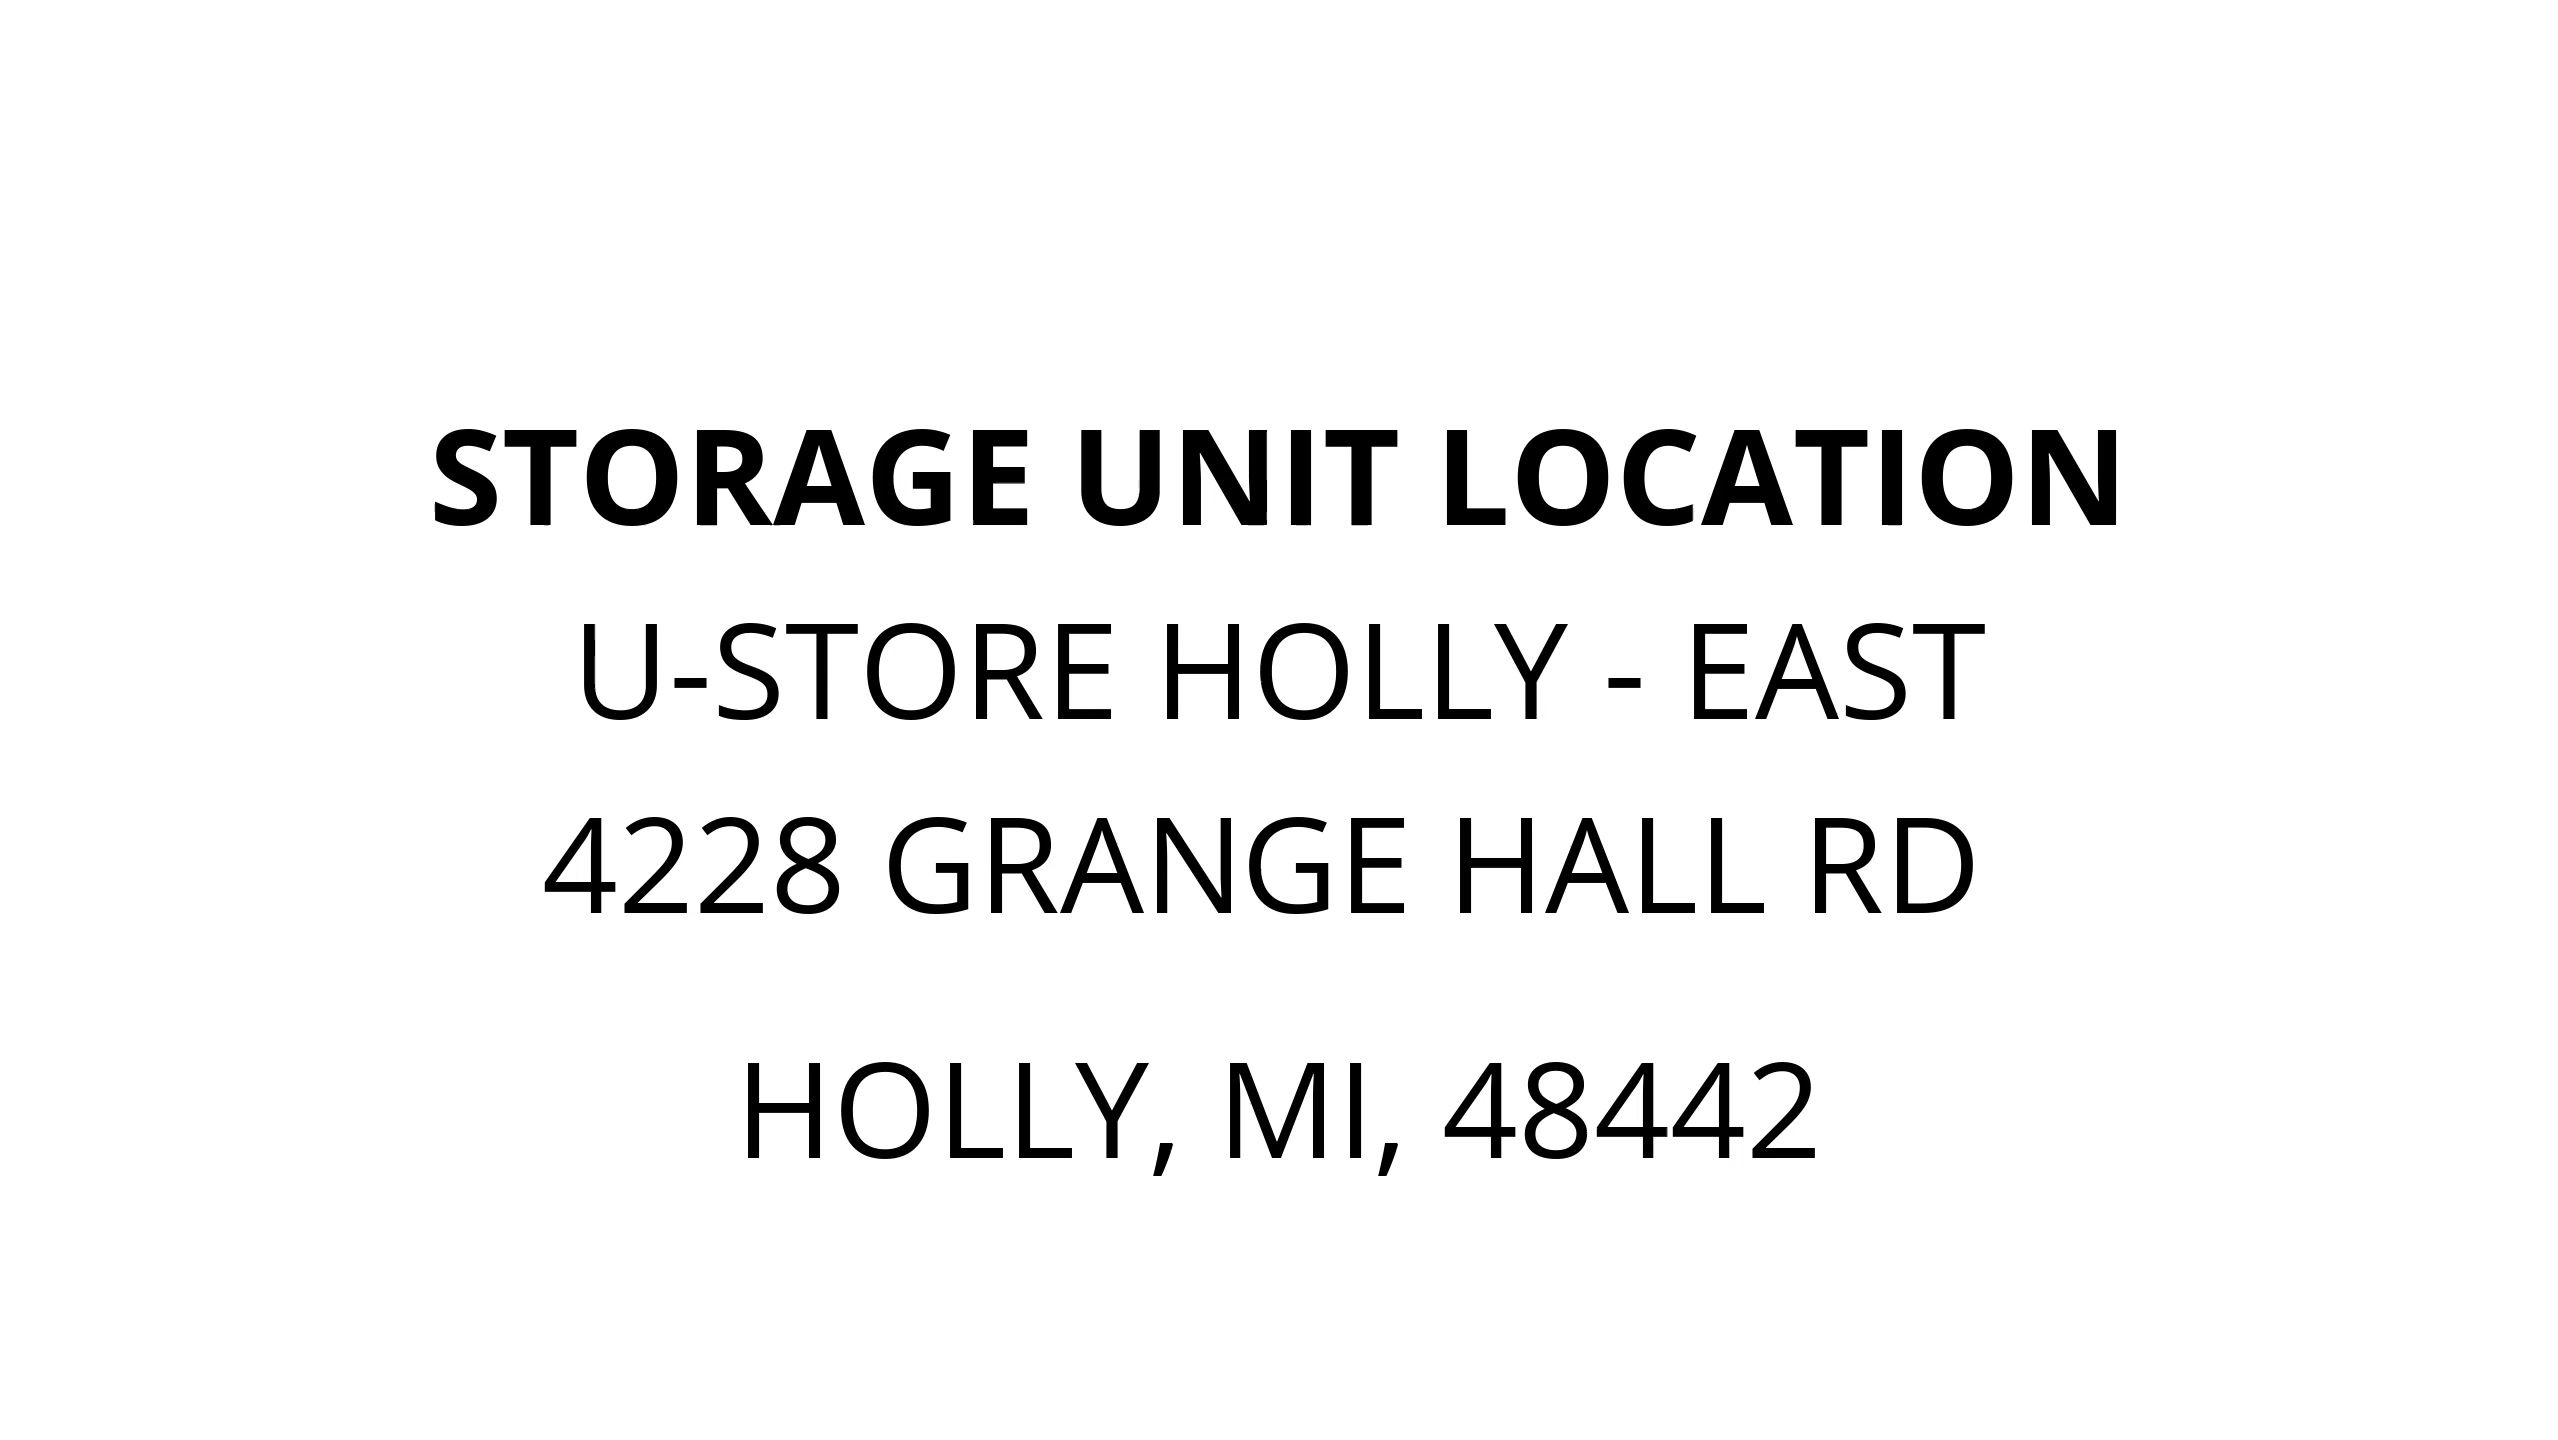 STORAGE UNIT LOCATION
U-STORE HOLLY - EAST
4228 GRANGE HALL RD
HOLLY, MI, 48442